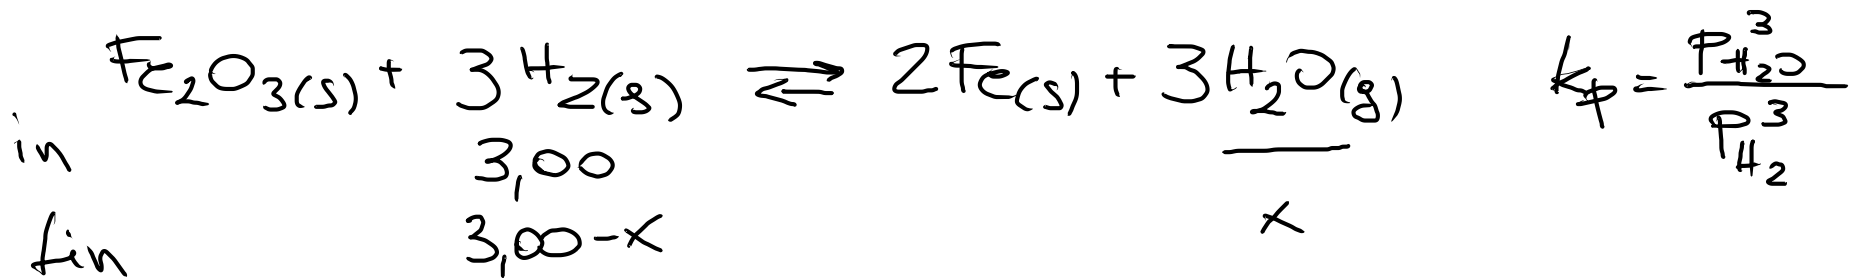 Fe₂O₃(s) + 3H₂(g) ⇌ 2Fe(s) + 3H₂O(g) kp = P³H₂O / P³H₂
in 3,00 —
fin 3,00-x x